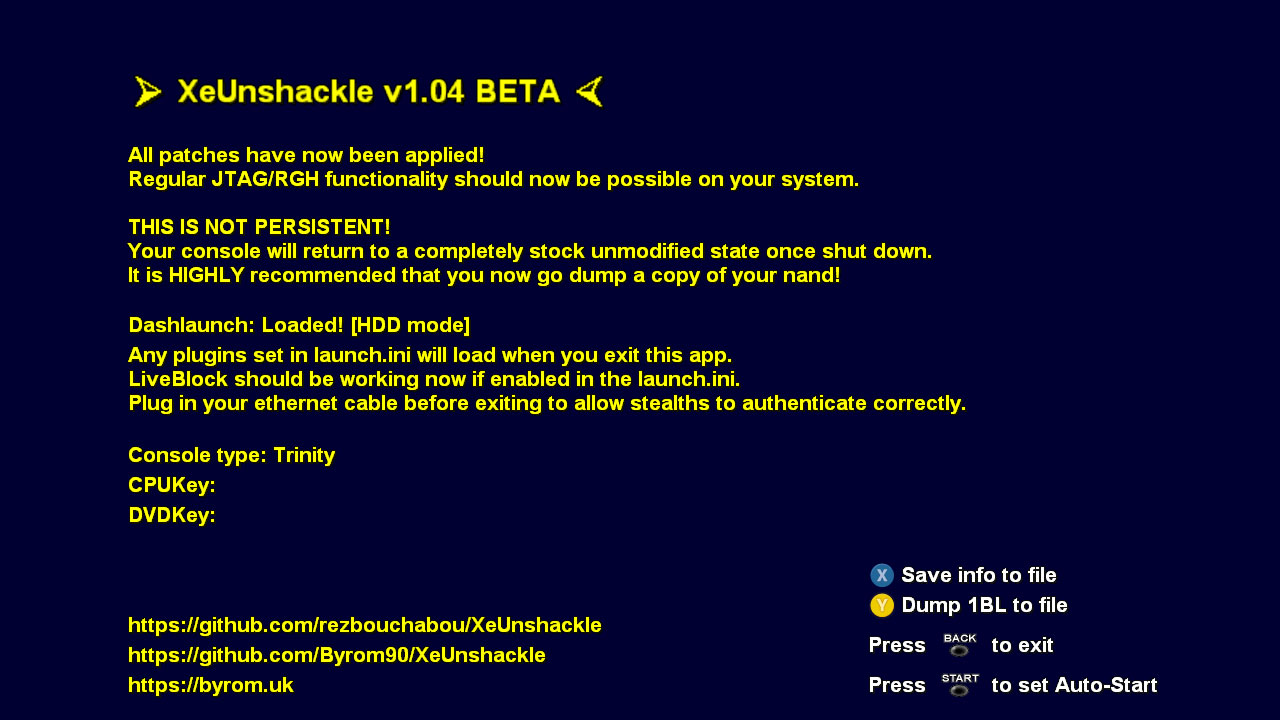 ➢ XeUnshackle v1.04 BETA ⮘
All patches have now been applied!
Regular JTAG/RGH functionality should now be possible on your system.
THIS IS NOT PERSISTENT!
Your console will return to a completely stock unmodified state once shut down.
It is HIGHLY recommended that you now go dump a copy of your nand!
Dashlaunch: Loaded! [HDD mode]
Any plugins set in launch.ini will load when you exit this app.
LiveBlock should be working now if enabled in the launch.ini.
Plug in your ethernet cable before exiting to allow stealths to authenticate correctly.
Console type: Trinity
CPUKey:
DVDKey:
X Save info to file
Y Dump 1BL to file
Press BACK to exit
Press START to set Auto-Start
https://github.com/rezbouchabou/XeUnshackle
https://github.com/Byrom90/XeUnshackle
https://byrom.uk